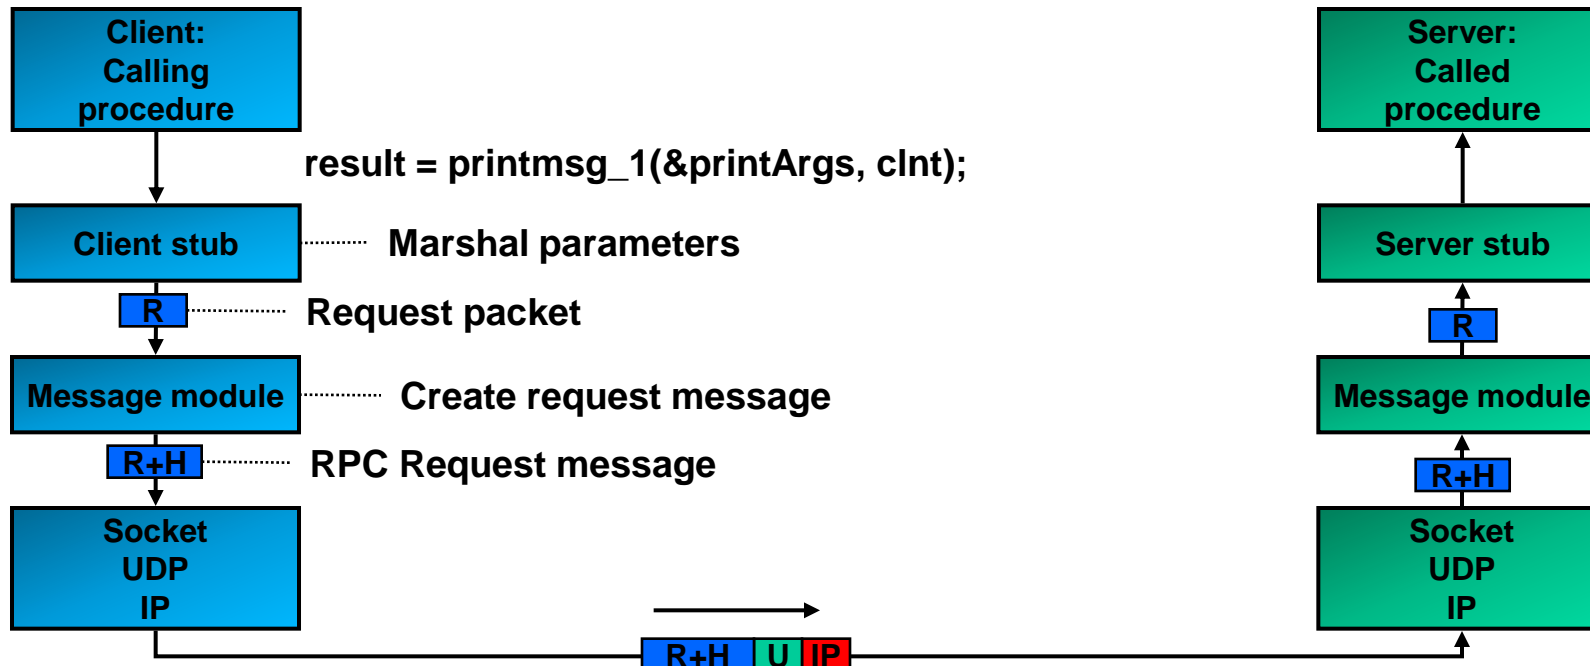 Client:
Calling
procedure
result = printmsg_1(&printArgs, clnt);
Client stub
Marshal parameters
R
Request packet
Message module
Create request message
R+H
RPC Request message
Socket
UDP
IP
R+H U IP
Server:
Called
procedure
Server stub
R
Message module
R+H
Socket
UDP
IP